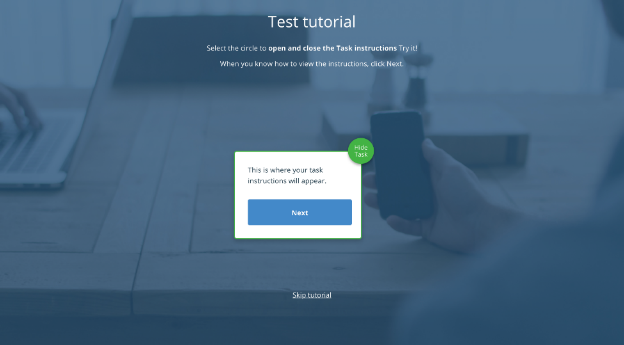 Test tutorial
Select the circle to open and close the Task instructions Try it!
When you know how to view the instructions, click Next.
Hide
Task
This is where your task
instructions will appear.
Next
Skip tutorial